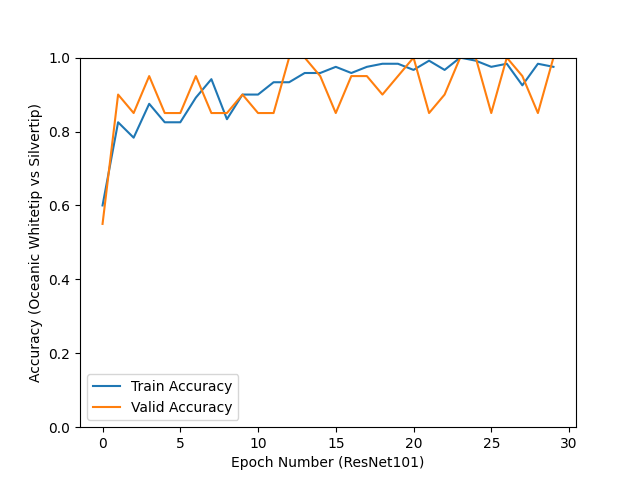 1.0
0.8
0.6
0.4
0.2
0.0
Accuracy (Oceanic Whitetip vs Silvertip)
Train Accuracy
Valid Accuracy
0 5 10 15 20 25 30
Epoch Number (ResNet101)